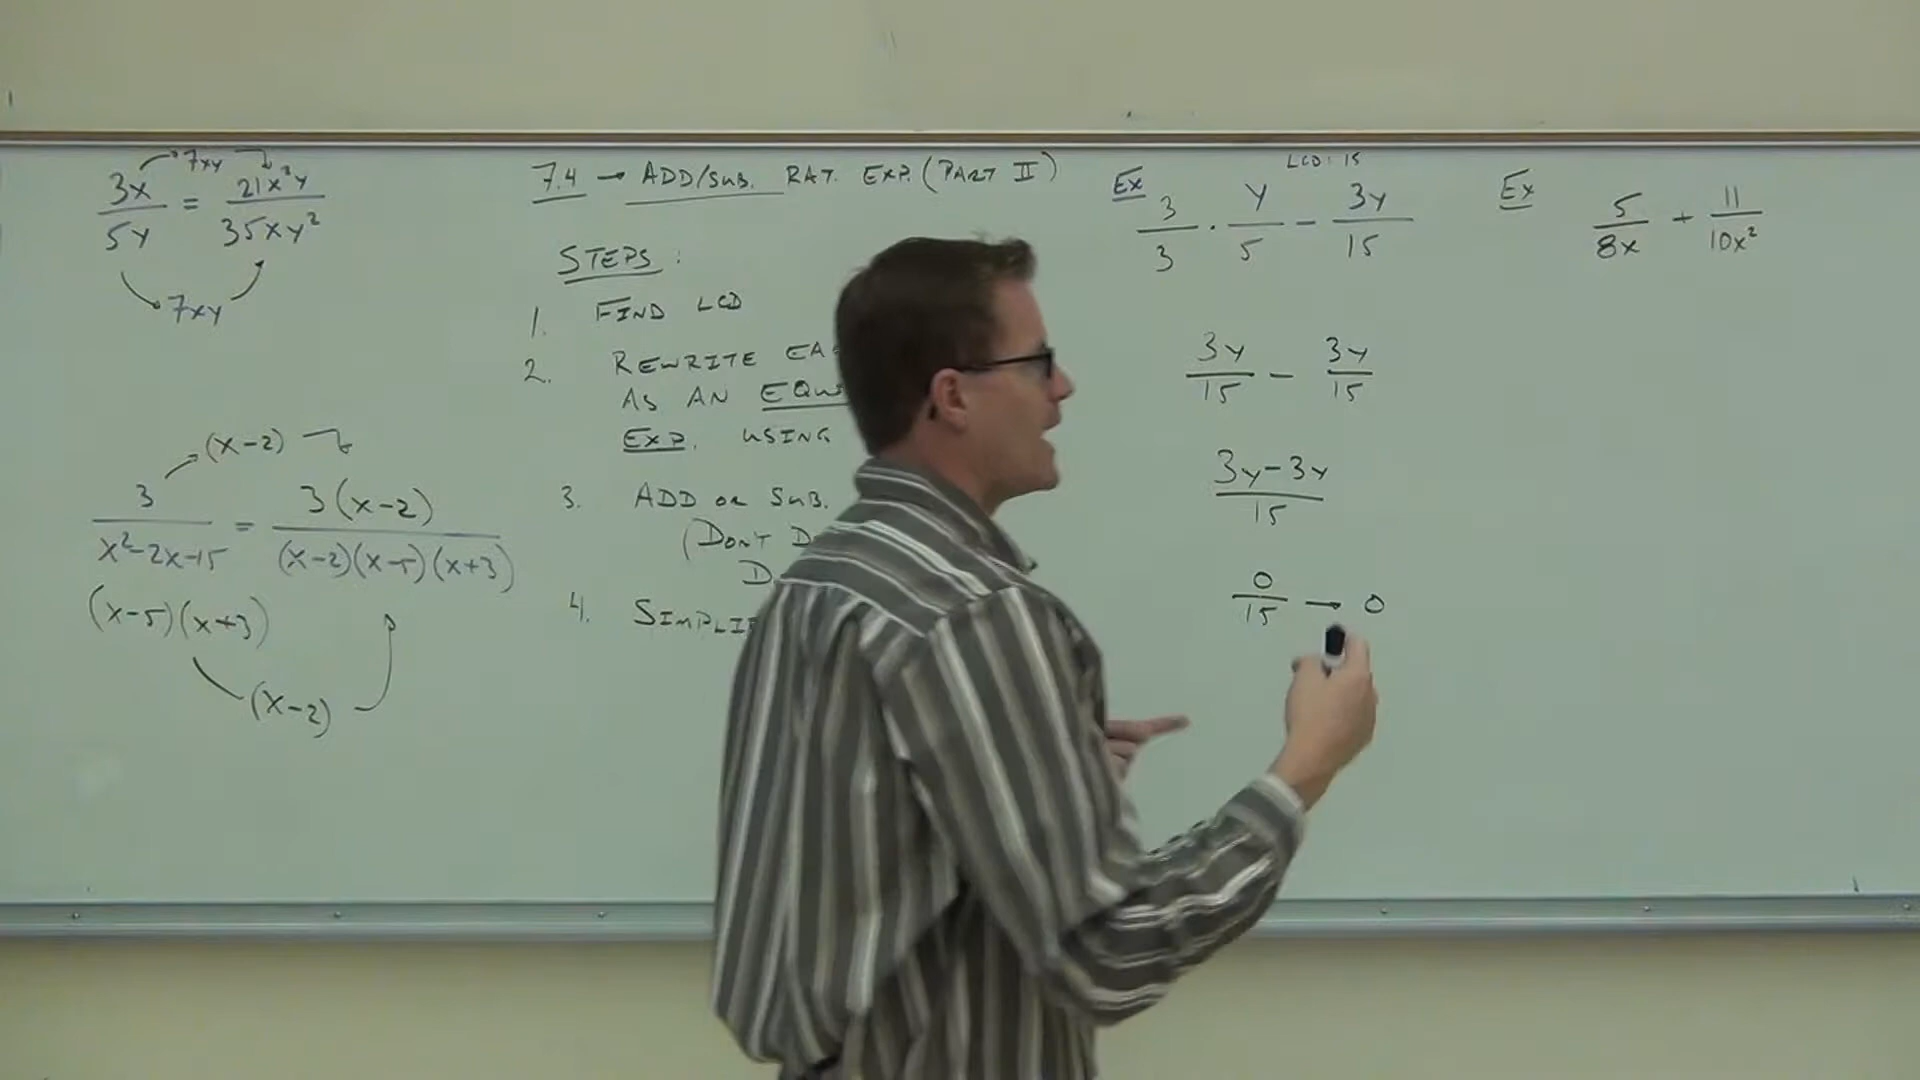 7xy
3x/5y = 21x²y/35xy²
7xy
(x-2)
3/x²-2x-15 = 3(x-2)/(x-2)(x-5)(x+3)
(x-5)(x+3)
(x-2)
7.4 → ADD/SUB. RAT. EXP. (PART II)
STEPS:
1. FIND LCD
2. REWRITE
AS AN
EXP. USING
3. ADD OR SUB.
(DONT
4.
LCD: 15
Ex 3/3 · y/5 - 3y/15
3y/15 - 3y/15
3y-3y/15
0/15 → 0
Ex 5/8x + 11/10x²